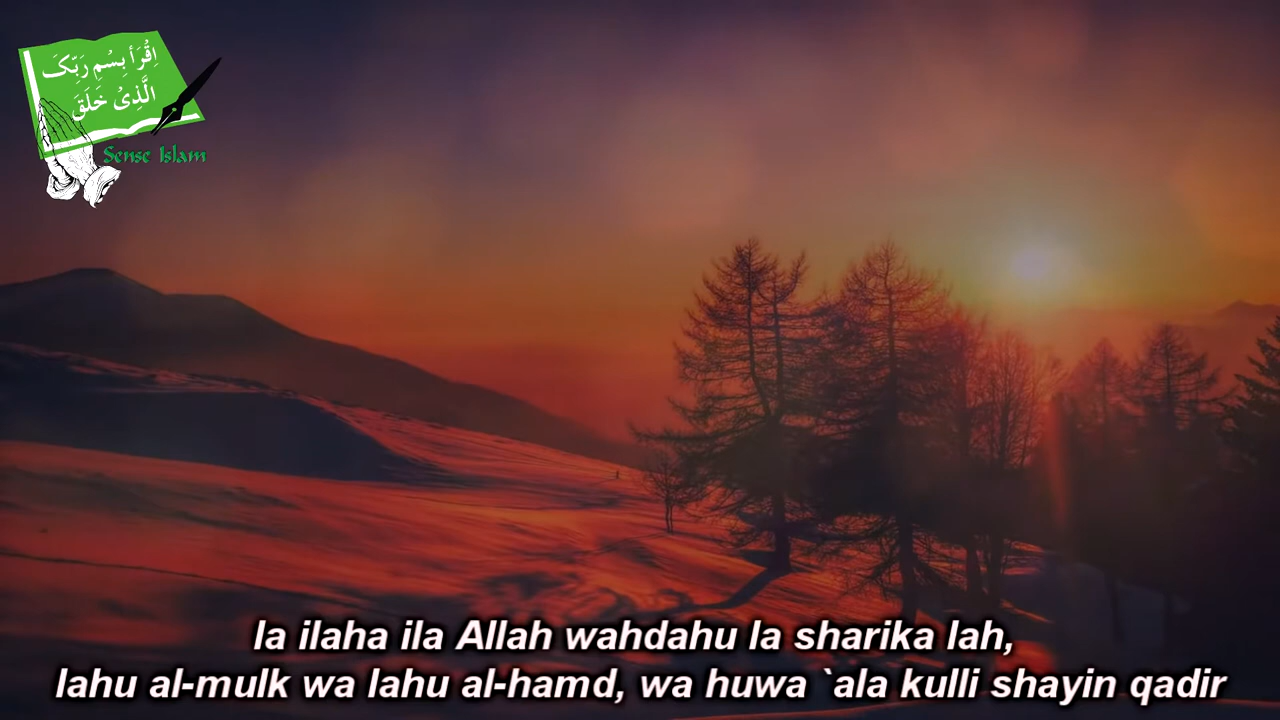 اِقْرَأْ بِسْمِ رَبِّکَ
الَّذِیْ خَلَقَ
Sense Islam
la ilaha ila Allah wahdahu la sharika lah,
lahu al-mulk wa lahu al-hamd, wa huwa `ala kulli shayin qadir